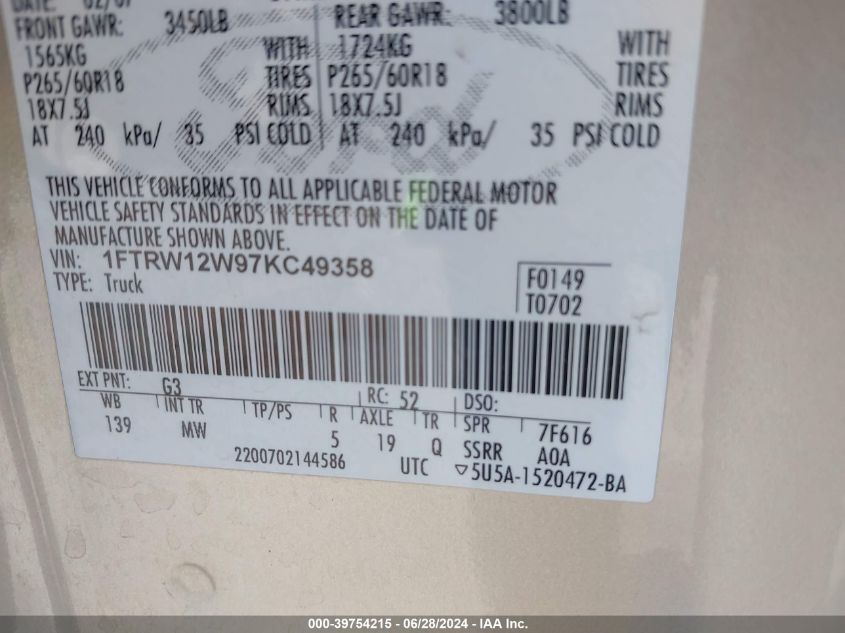 DATE: 02/07
FRONT GAWR: 3450LB REAR GAWR: 3800LB
1565KG WITH 1724KG WITH
P265/60R18 TIRES P265/60R18 TIRES
18X7.5J RIMS 18X7.5J RIMS
AT 240 kPa/ 35 PSI COLD AT 240 kPa/ 35 PSI COLD
Ford
THIS VEHICLE CONFORMS TO ALL APPLICABLE FEDERAL MOTOR
VEHICLE SAFETY STANDARDS IN EFFECT ON THE DATE OF
MANUFACTURE SHOWN ABOVE.
VIN: 1FTRW12W97KC49358
TYPE: Truck
F0149
T0702
EXT PNT: G3 RC: 52 DSO:
WB INT TR TP/PS R AXLE TR SPR 7F616
139 MW 5 19 Q SSRR A0A
2200702144586 UTC ▽5U5A-1520472-BA
000-39754215 - 06/28/2024 - IAA Inc.